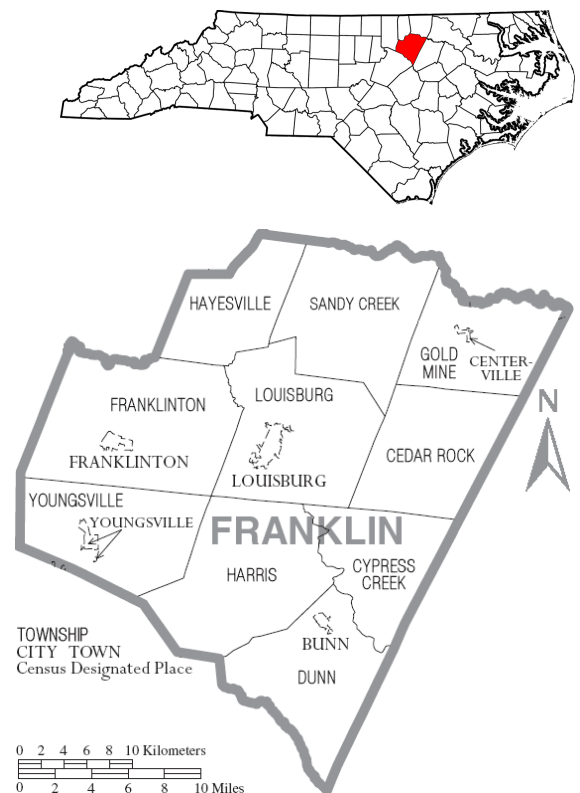 HAYESVILLE
SANDY CREEK
GOLD
MINE
CENTER-
VILLE
N
FRANKLINTON
LOUISBURG
FRANKLINTON
LOUISBURG
CEDAR ROCK
YOUNGSVILLE
YOUNGSVILLE
FRANKLIN
HARRIS
CYPRESS
CREEK
BUNN
DUNN
TOWNSHIP
CITY TOWN
Census Designated Place
0 2 4 6 8 10 Kilometers
0 2 6 10 Miles